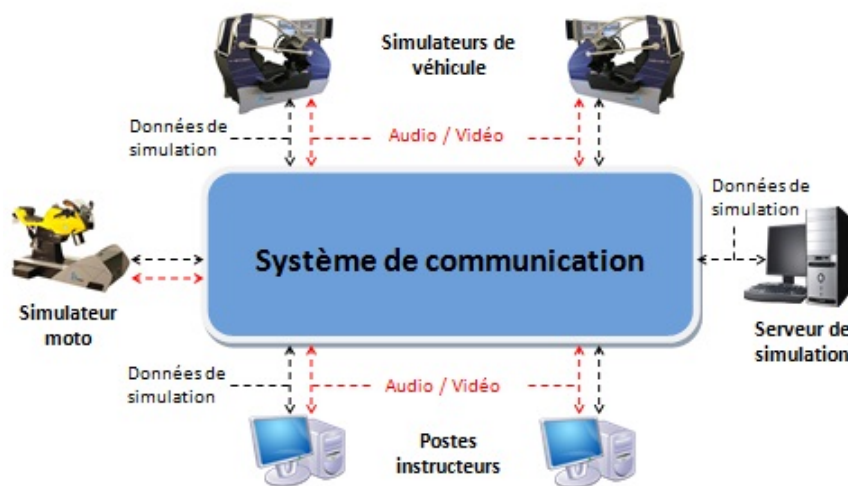 Simulateurs de
véhicule
Données de
simulation
Audio / Vidéo
Données de
simulation
Système de communication
Simulateur
moto
Serveur de
simulation
Données de
simulation
Audio / Vidéo
Postes
instructeurs